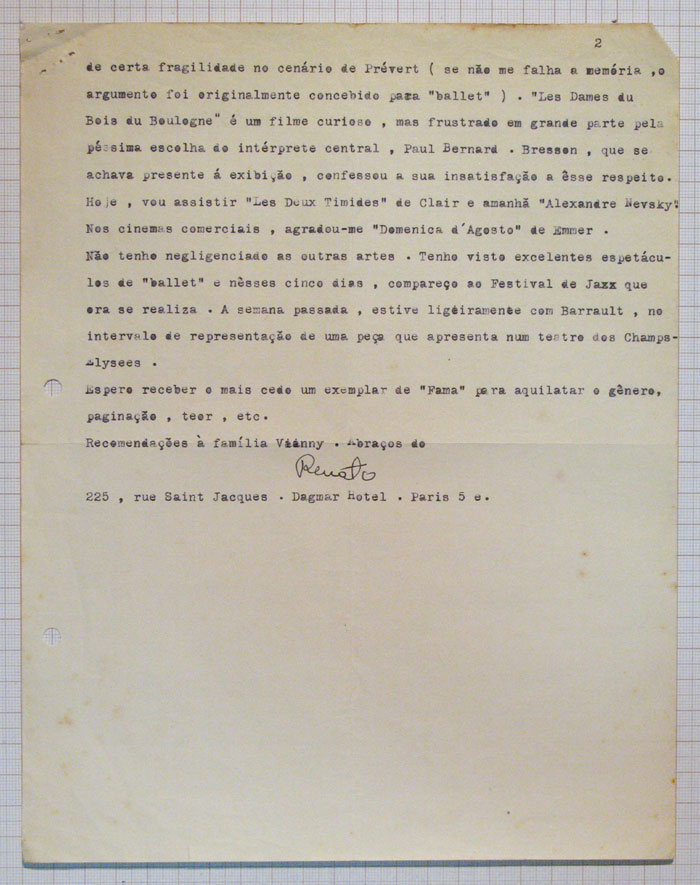 2
de certa fragilidade no cenário de Prévert ( se não me falha a memória ,o
argumento foi originalmente concebido para "ballet" ) . "Les Dames du
Bois du Boulogne" é um filme curioso , mas frustrado em grande parte pela
péssima escolha do intérprete central , Paul Bernard . Bresson , que se
achava presente á exibição , confessou a sua insatisfação a êsse respeito.
Hoje , vou assistir "Les Deux Timides" de Clair e amanhã "Alexandre Nevsky".
Nos cinemas comerciais , agradou-me "Domenica d'Agosto" de Emmer .
Não tenho negligenciado as outras artes . Tenho visto excelentes espetácu-
los de "ballet" e nèsses cinco dias , compareço ao Festival de Jaxx que
ora se realiza . A semana passada , estive ligèiramente com Barrault , no
intervalo de representação de uma peça que apresenta num teatro dos Champs-
Elysees .
Espero receber o mais cedo um exemplar de "Fama" para aquilatar o gênero,
paginação , teor , etc.
Recomendações à família Vianny . Abraços do
Renato
225 , rue Saint Jacques . Dagmar Hotel . Paris 5 e.